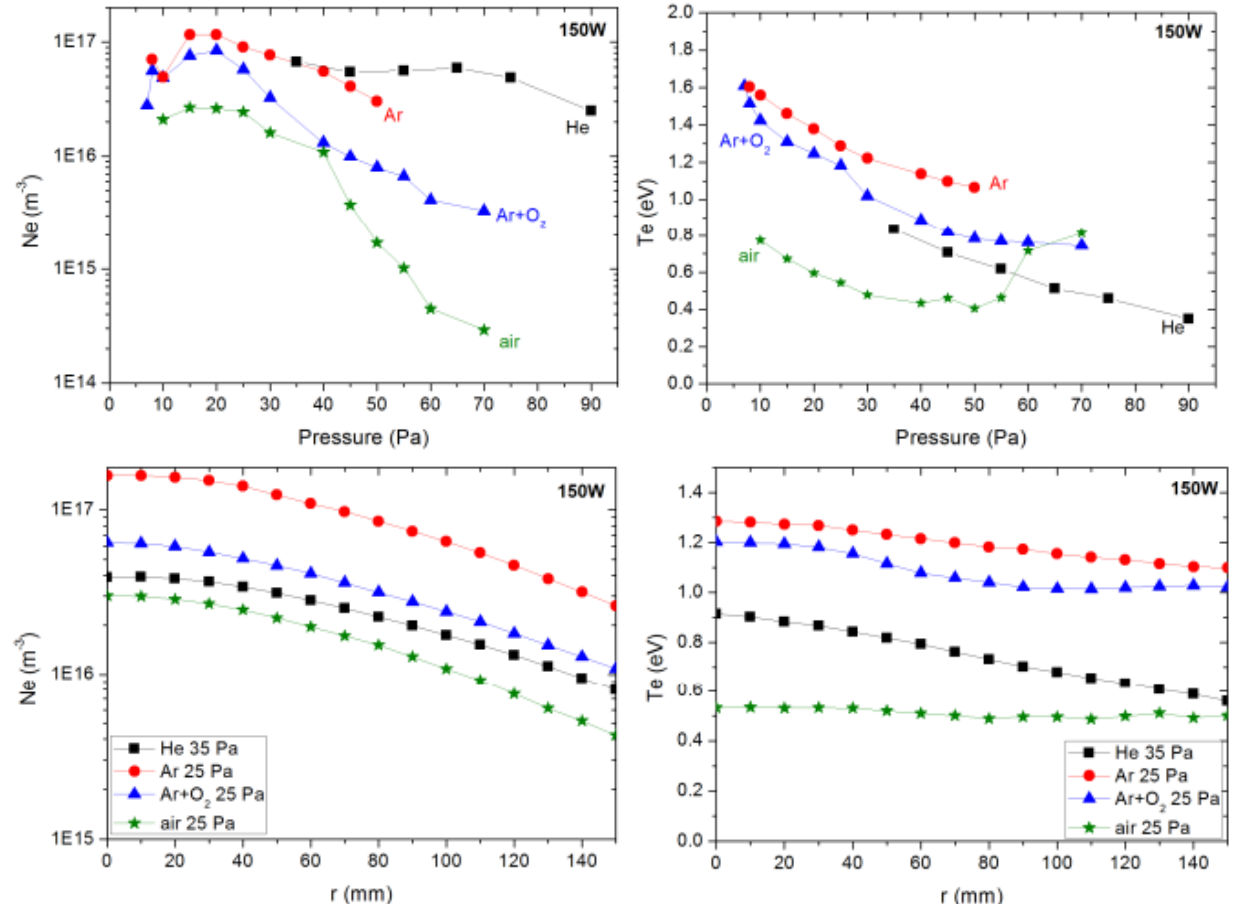 150W
1E17
1E16
1E15
1E14
Ne (m⁻³)
Ar
He
Ar+O₂
air
0 10 20 30 40 50 60 70 80 90
Pressure (Pa)
150W
2.0
1.8
1.6
1.4
1.2
1.0
0.8
0.6
0.4
0.2
0.0
Te (eV)
Ar+O₂
Ar
air
He
0 10 20 30 40 50 60 70 80 90
Pressure (Pa)
150W
1E17
1E16
1E15
Ne (m⁻³)
He 35 Pa
Ar 25 Pa
Ar+O₂ 25 Pa
air 25 Pa
0 20 40 60 80 100 120 140
r (mm)
150W
1.4
1.2
1.0
0.8
0.6
0.4
0.2
0.0
Te (eV)
He 35 Pa
Ar 25 Pa
Ar+O₂ 25 Pa
air 25 Pa
0 20 40 60 80 100 120 140
r (mm)